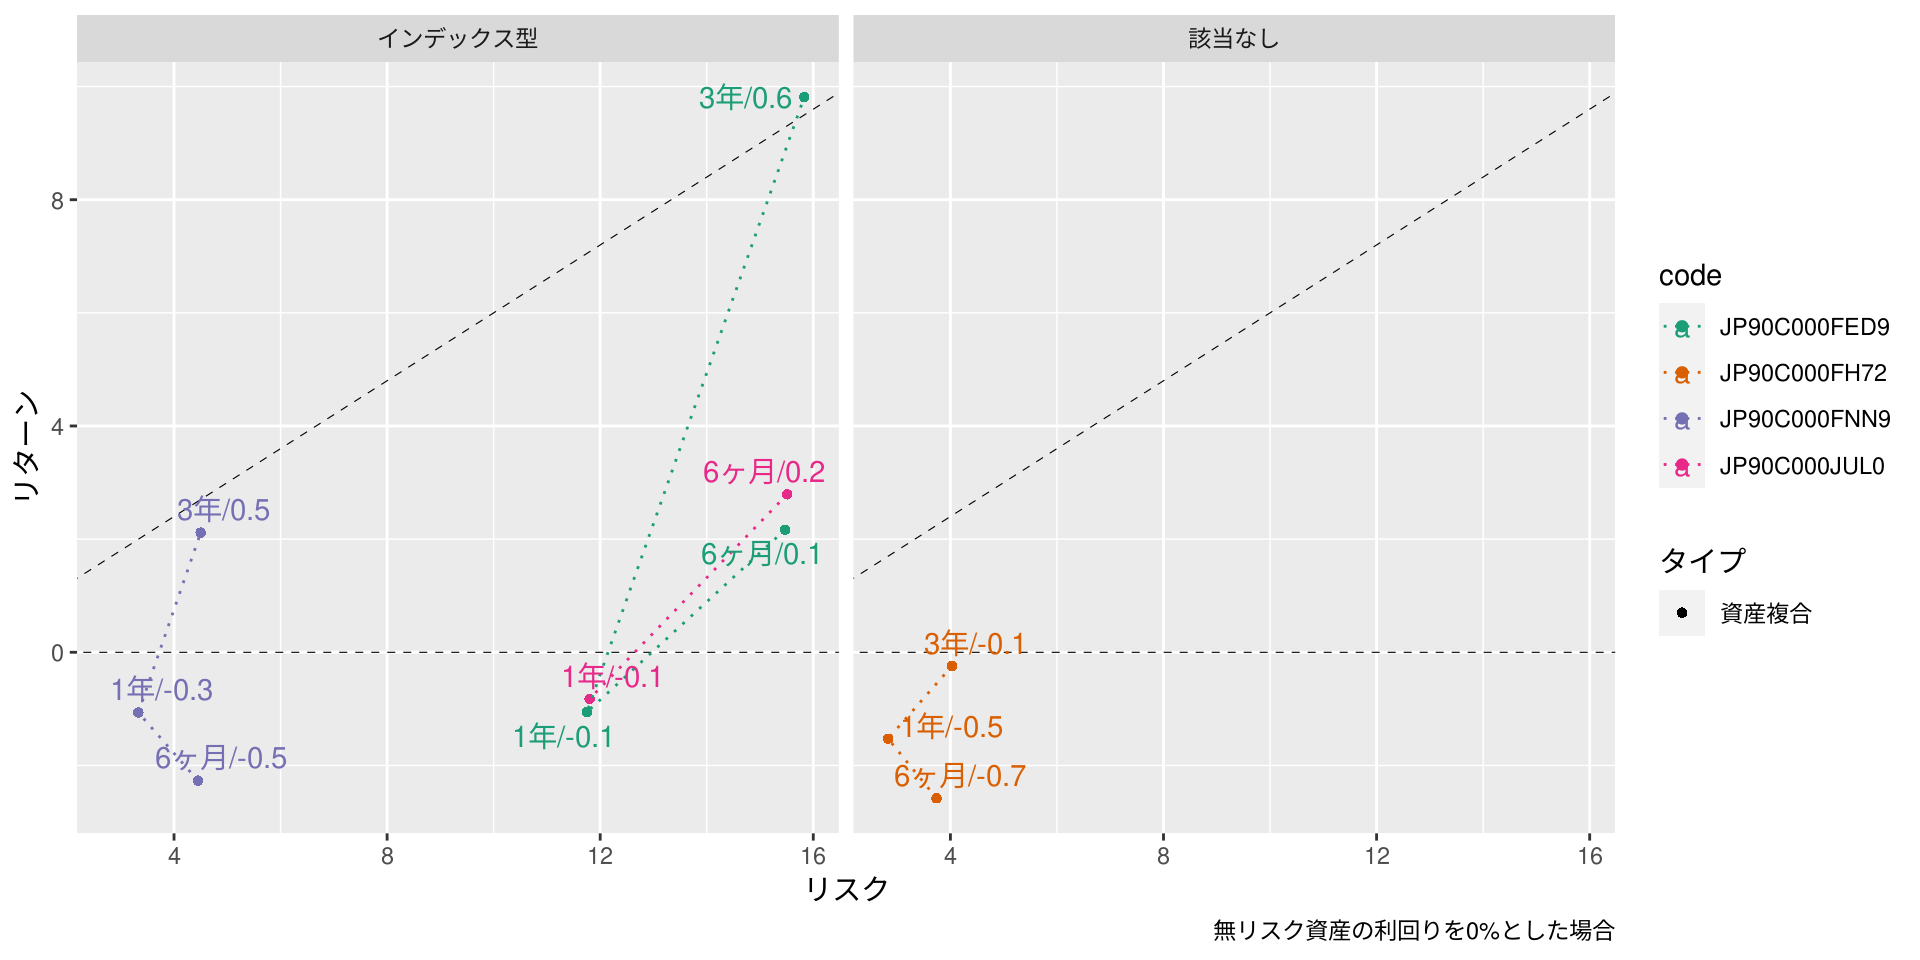 インデックス型
該当なし
リターン
8
4
0
3年/0.6
6ヶ月/0.2
3年/0.5
6ヶ月/0.1
1年/-0.1
1年/-0.3
1年/-0.1
6ヶ月/-0.5
3年/-0.1
1年/-0.5
6ヶ月/-0.7
4
8
12
16
4
8
12
16
リスク
code
a JP90C000FED9
a JP90C000FH72
a JP90C000FNN9
a JP90C000JUL0
タイプ
資産複合
無リスク資産の利回りを0%とした場合